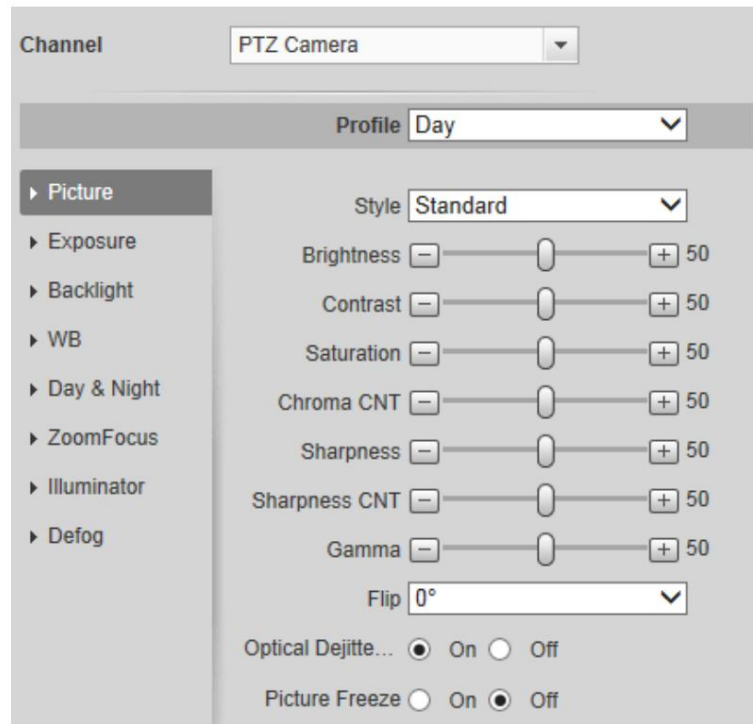 Channel PTZ Camera
Profile Day
Picture
Style Standard
Exposure
Brightness 50
Backlight
Contrast 50
WB
Saturation 50
Day & Night
Chroma CNT 50
ZoomFocus
Sharpness 50
Illuminator
Sharpness CNT 50
Defog
Gamma 50
Flip 0°
Optical Dejitte... On Off
Picture Freeze On Off